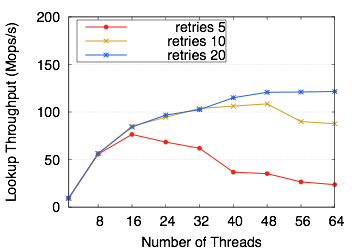 200
150
100
50
0
Lookup Throughput (Mops/s)
retries 5
retries 10
retries 20
8 16 24 32 40 48 56 64
Number of Threads